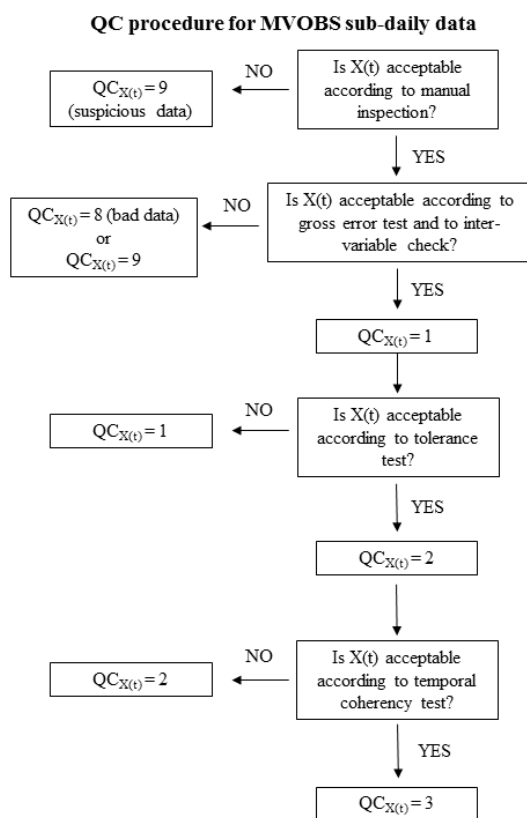 QC procedure for MVOBS sub-daily data
Is X(t) acceptable
according to manual
inspection?
NO
QCX(t) = 9
(suspicious data)
YES
Is X(t) acceptable according to
gross error test and to inter-
variable check?
NO
QCX(t) = 8 (bad data)
or
QCX(t) = 9
YES
QCX(t) = 1
Is X(t) acceptable
according to tolerance
test?
NO
QCX(t) = 1
YES
QCX(t) = 2
Is X(t) acceptable
according to temporal
coherency test?
NO
QCX(t) = 2
YES
QCX(t) = 3